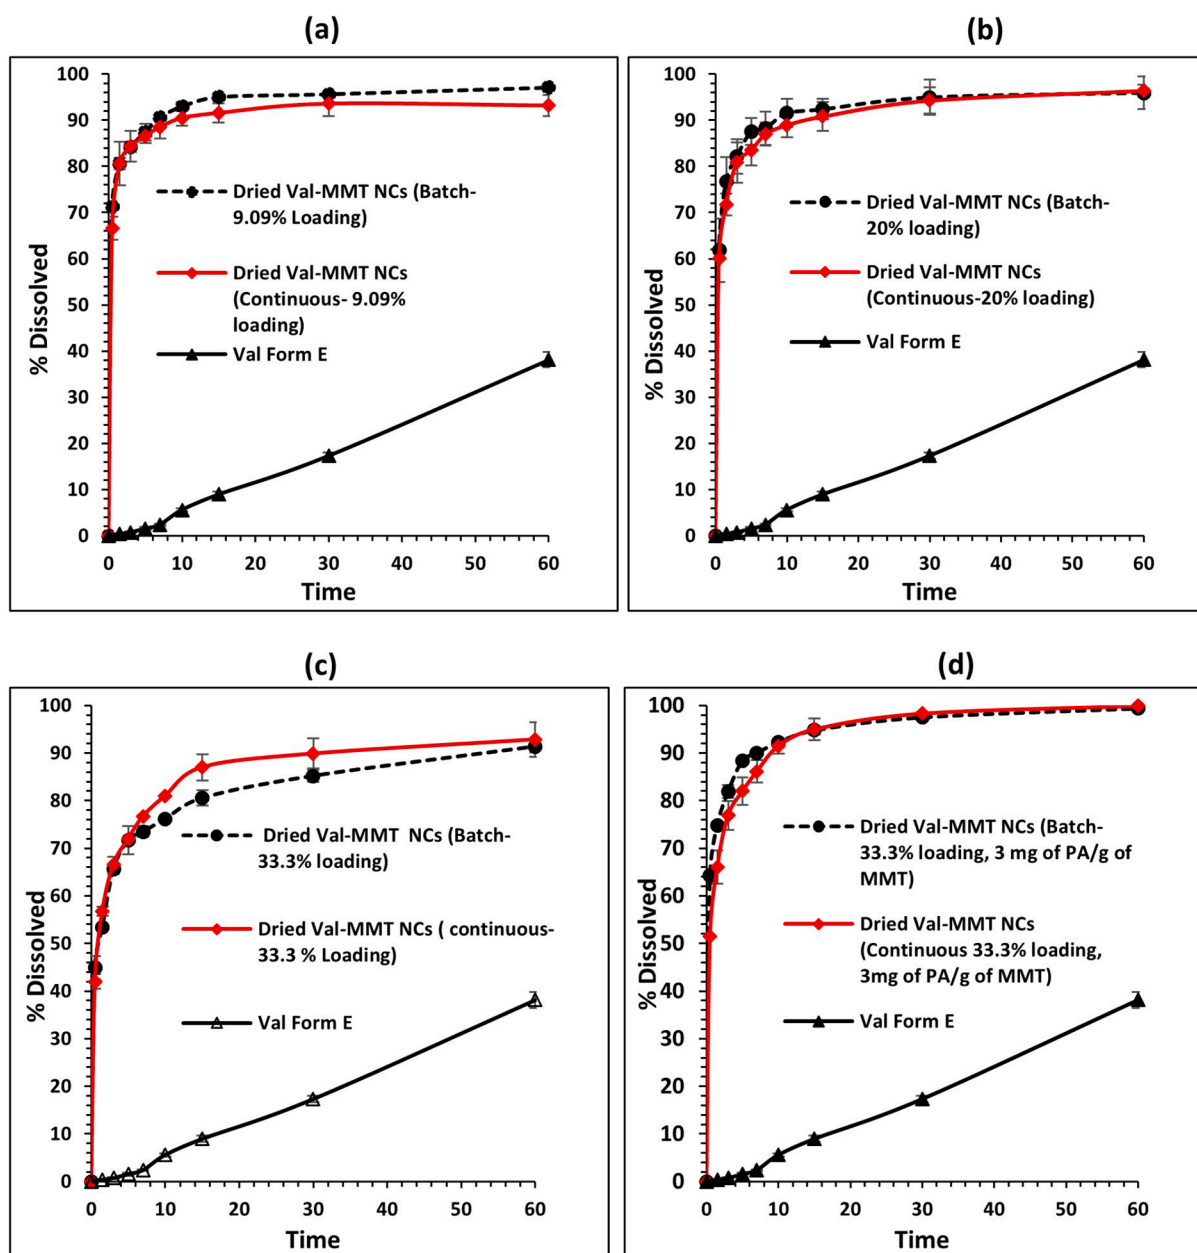 (a)
100
90
80
70
60
50
40
30
20
10
0
% Dissolved
Dried Val-MMT NCs (Batch-
9.09% Loading)
Dried Val-MMT NCs
(Continuous- 9.09%
loading)
Val Form E
0 10 20 30 40 50 60
Time
(b)
100
90
80
70
60
50
40
30
20
10
0
% Dissolved
Dried Val-MMT NCs (Batch-
20% loading)
Dried Val-MMT NCs
(Continuous-20% loading)
Val Form E
0 10 20 30 40 50 60
Time
(c)
100
90
80
70
60
50
40
30
20
10
0
% Dissolved
Dried Val-MMT NCs (Batch-
33.3% loading)
Dried Val-MMT NCs ( continuous-
33.3 % Loading)
Val Form E
0 10 20 30 40 50 60
Time
(d)
100
90
80
70
60
50
40
30
20
10
0
% Dissolved
Dried Val-MMT NCs (Batch-
33.3% loading, 3 mg of PA/g of
MMT)
Dried Val-MMT NCs
(Continuous 33.3% loading,
3mg of PA/g of MMT)
Val Form E
0 10 20 30 40 50 60
Time